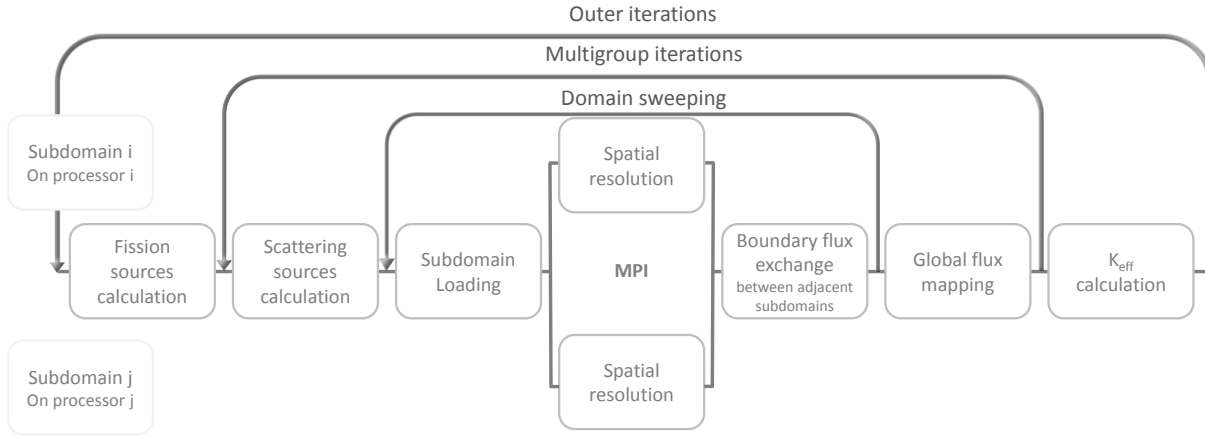 Outer iterations
Multigroup iterations
Domain sweeping
Subdomain i
On processor i
Spatial
resolution
Fission
sources
calculation
Scattering
sources
calculation
Subdomain
Loading
MPI
Boundary flux
exchange
between adjacent
subdomains
Global flux
mapping
Keff
calculation
Subdomain j
On processor j
Spatial
resolution